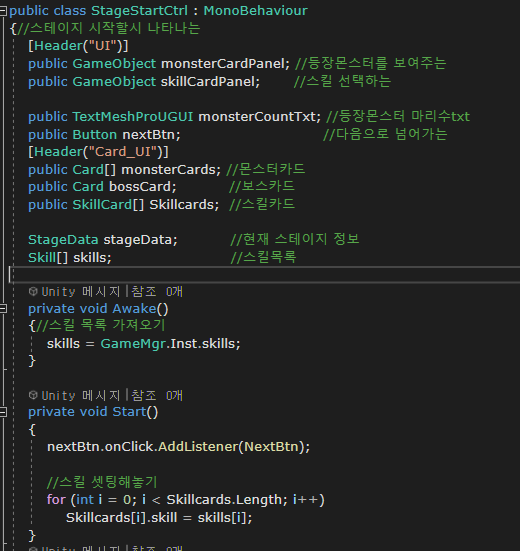 public class StageStartCtrl : MonoBehaviour
{//스테이지 시작할시 나타나는
[Header("UI")]
public GameObject monsterCardPanel; //등장몬스터를 보여주는
public GameObject skillCardPanel; //스킬 선택하는
public TextMeshProUGUI monsterCountTxt; //등장몬스터 마리수txt
public Button nextBtn; //다음으로 넘어가는
[Header("Card_UI")]
public Card[] monsterCards; //몬스터카드
public Card bossCard; //보스카드
public SkillCard[] Skillcards; //스킬카드
StageData stageData; //현재 스테이지 정보
Skill[] skills; //스킬목록
Unity 메시지|참조 0개
private void Awake()
{//스킬 목록 가져오기
skills = GameMgr.Inst.skills;
}
Unity 메시지|참조 0개
private void Start()
{
nextBtn.onClick.AddListener(NextBtn);
//스킬 셋팅해놓기
for (int i = 0; i < Skillcards.Length; i++)
Skillcards[i].skill = skills[i];
}
Unity 메시지|참조 0개